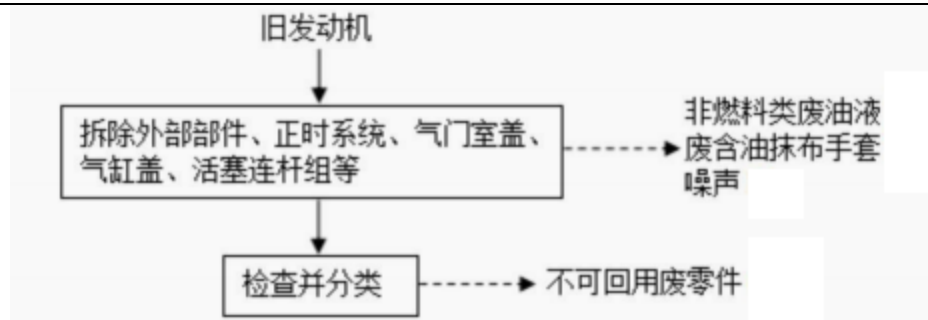 旧发动机
拆除外部部件、正时系统、气门室盖、
气缸盖、活塞连杆组等
非燃料类废油液
废含油抹布手套
噪声
检查并分类
不可回用废零件